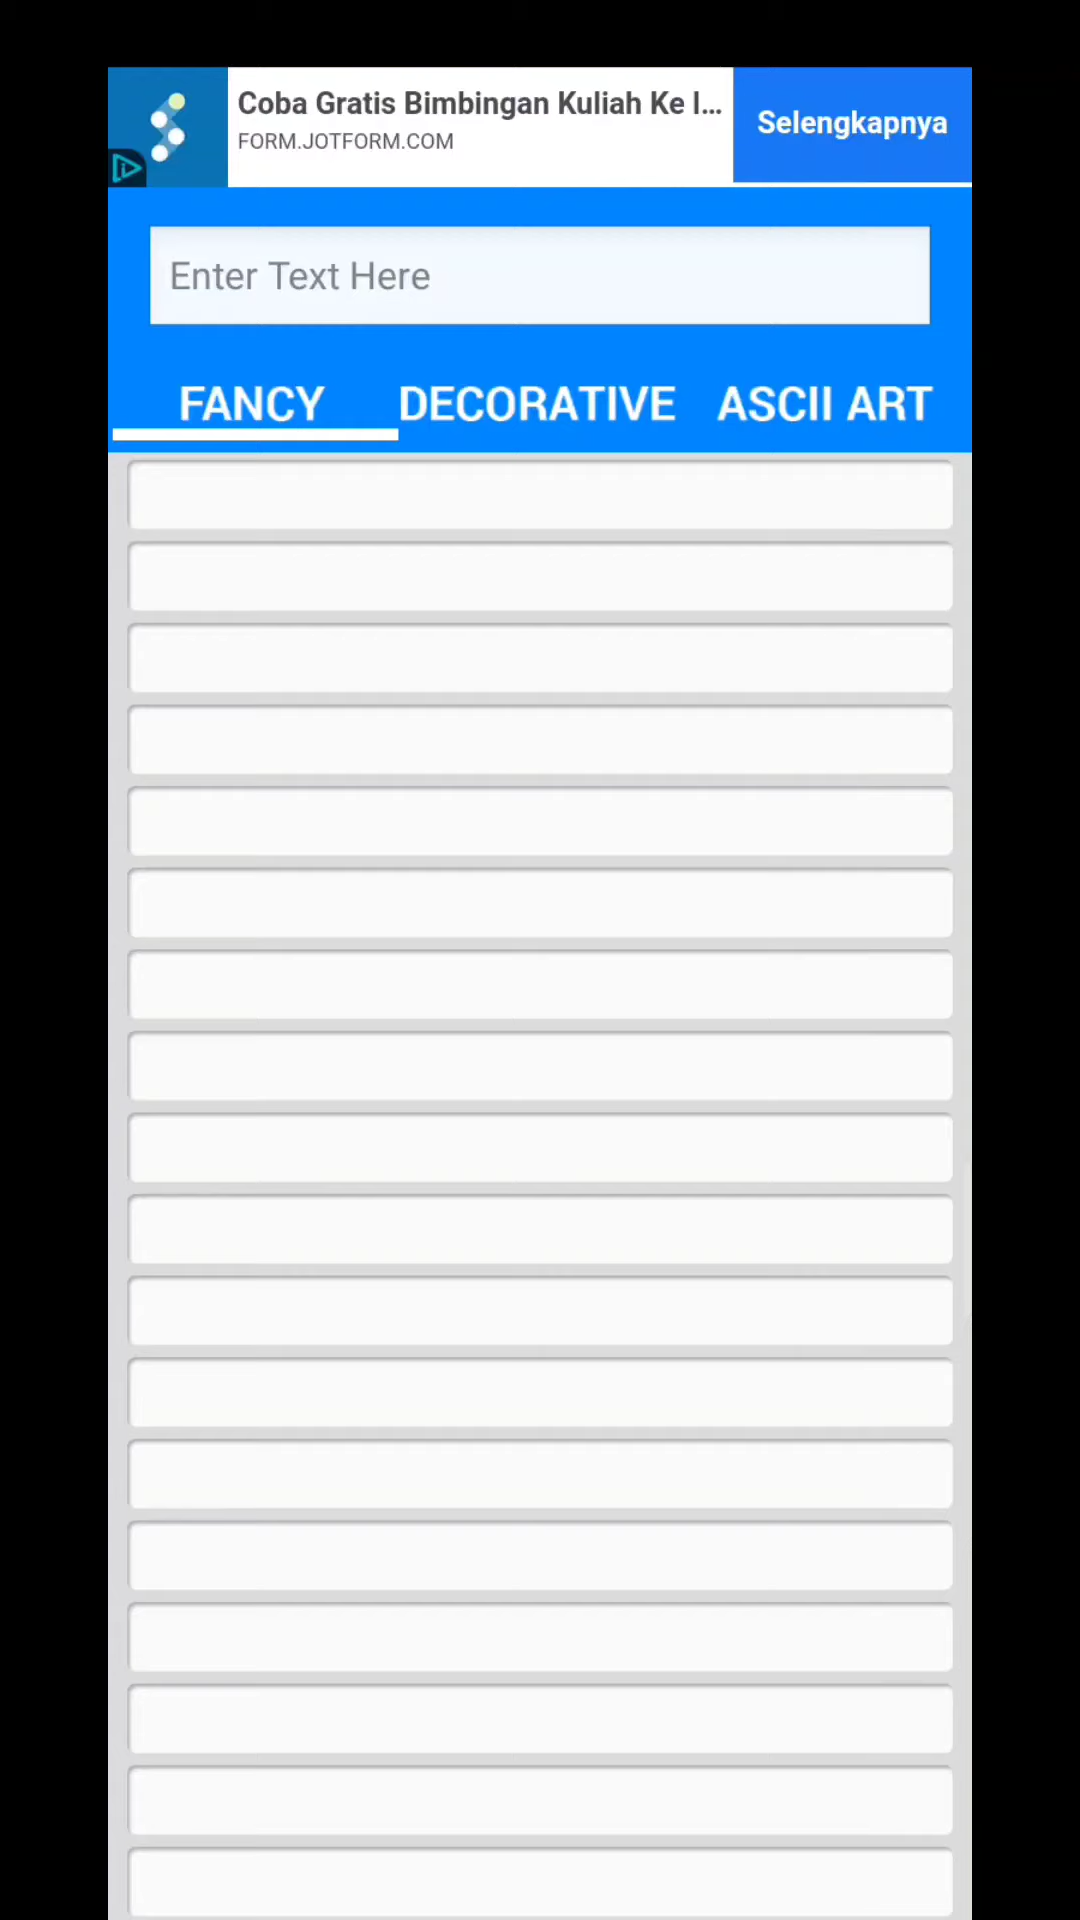 Coba Gratis Bimbingan Kuliah Ke I...
FORM.JOTFORM.COM
Selengkapnya
Enter Text Here
FANCY DECORATIVE ASCII ART